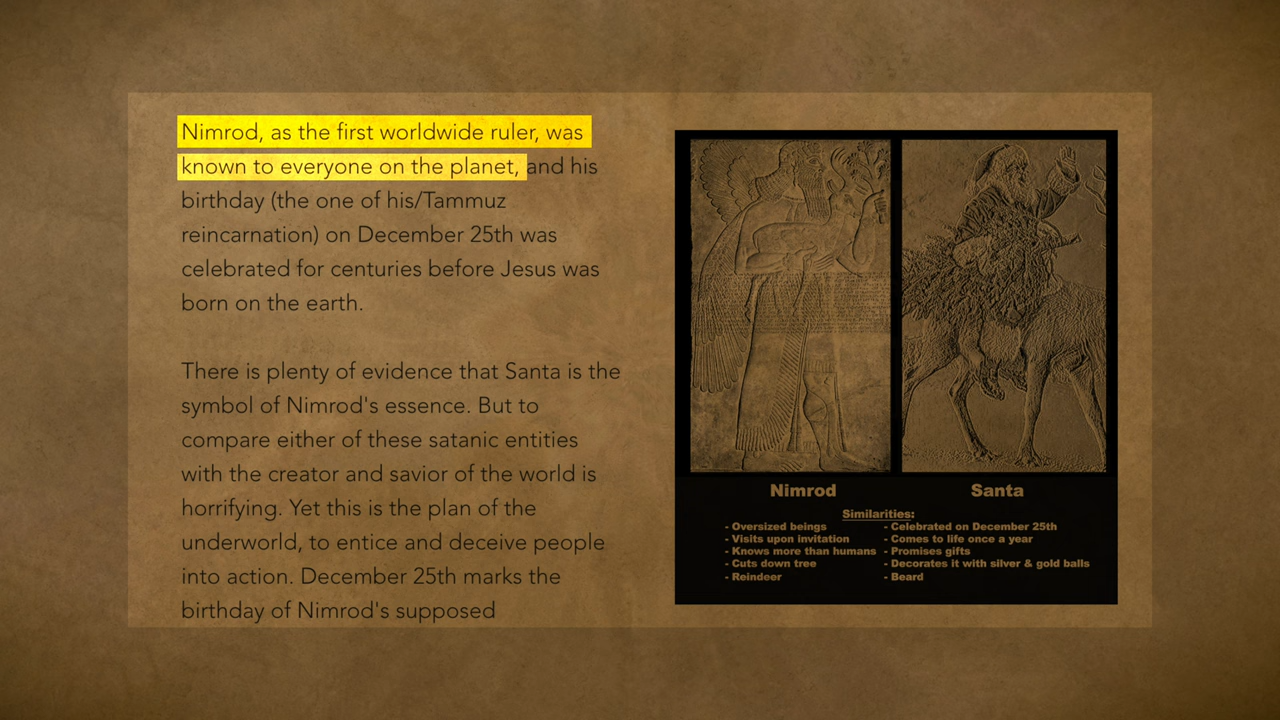 Nimrod, as the first worldwide ruler, was
known to everyone on the planet, and his
birthday (the one of his/Tammuz
reincarnation) on December 25th was
celebrated for centuries before Jesus was
born on the earth.
There is plenty of evidence that Santa is the
symbol of Nimrod's essence. But to
compare either of these satanic entities
with the creator and savior of the world is
horrifying. Yet this is the plan of the
underworld, to entice and deceive people
into action. December 25th marks the
birthday of Nimrod's supposed
Nimrod
Santa
Similarities:
- Oversized beings
- Visits upon invitation
- Knows more than humans
- Cuts down tree
- Reindeer
- Celebrated on December 25th
- Comes to life once a year
- Promises gifts
- Decorates it with silver & gold balls
- Beard